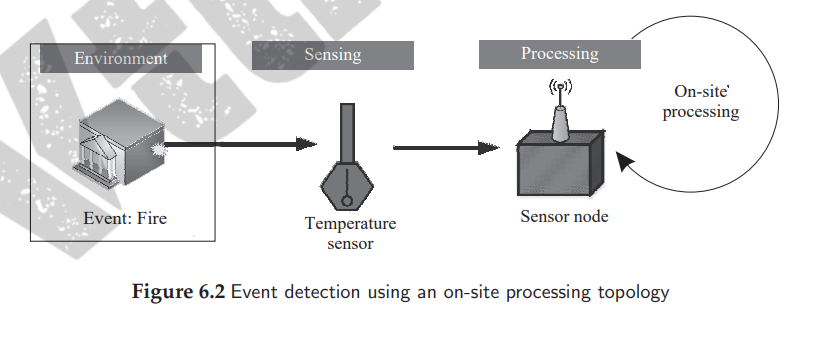 Environment
Sensing
Processing
On-site'
processing
Event: Fire
Temperature
sensor
Sensor node
Figure 6.2 Event detection using an on-site processing topology